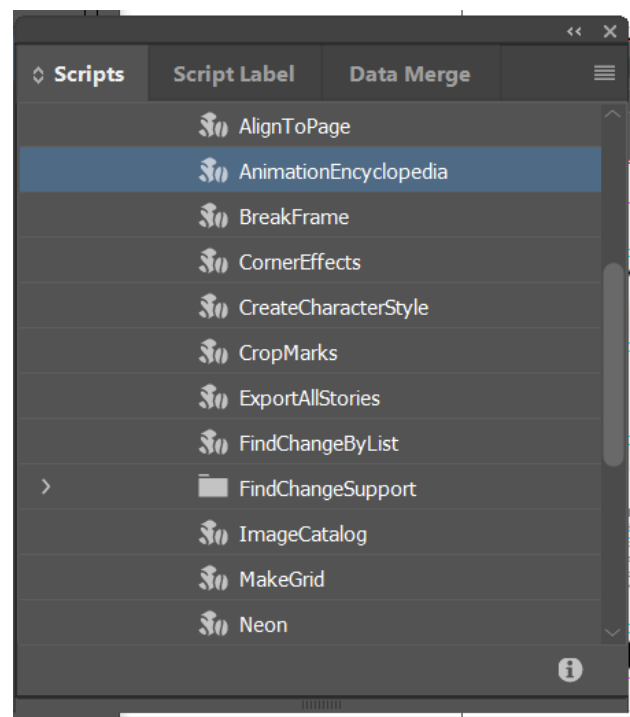 Scripts Script Label Data Merge
AlignToPage
AnimationEncyclopedia
BreakFrame
CornerEffects
CreateCharacterStyle
CropMarks
ExportAllStories
FindChangeByList
FindChangeSupport
ImageCatalog
MakeGrid
Neon